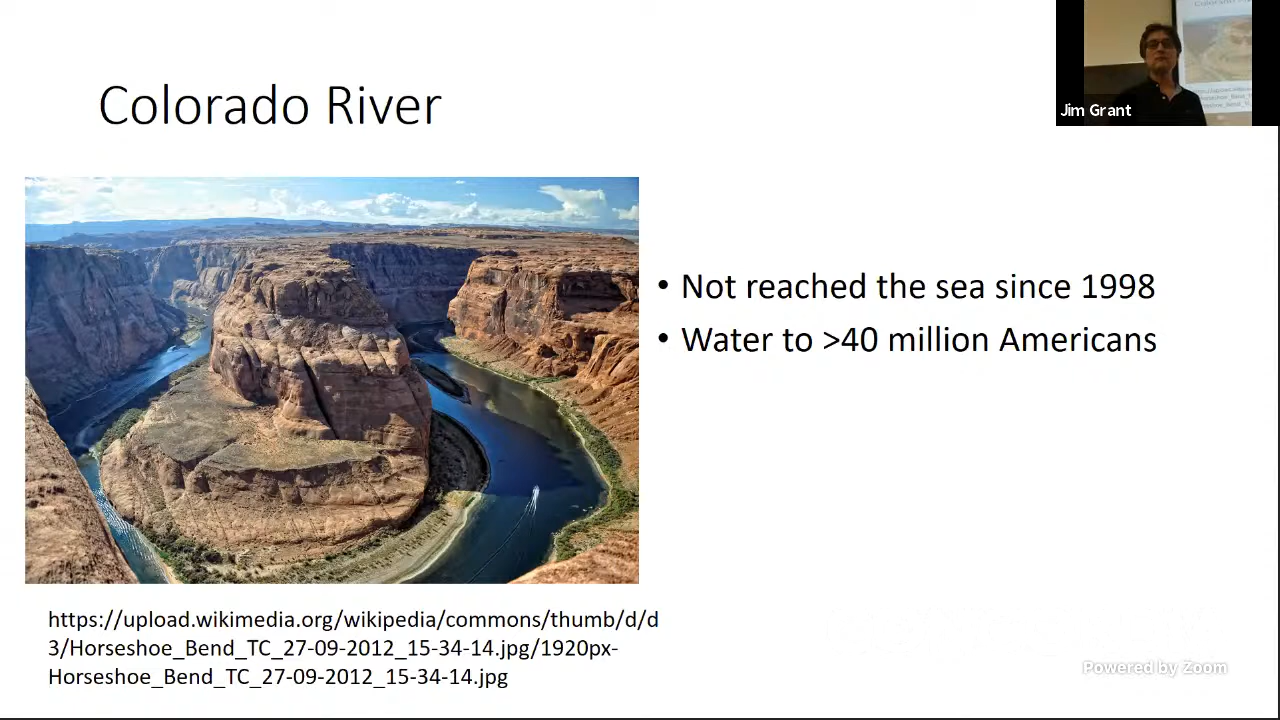 Colorado River
Jim Grant
• Not reached the sea since 1998
• Water to >40 million Americans
https://upload.wikimedia.org/wikipedia/commons/thumb/d/d
3/Horseshoe_Bend_TC_27-09-2012_15-34-14.jpg/1920px-
Horseshoe_Bend_TC_27-09-2012_15-34-14.jpg
Powered by Zoom